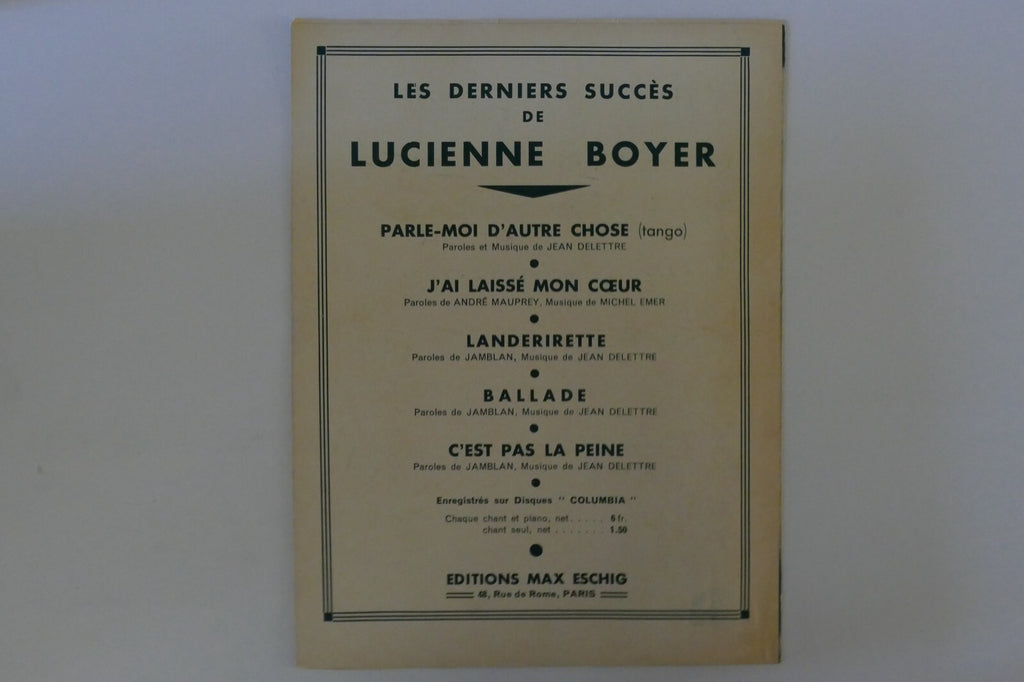 LES DERNIERS SUCCÈS
DE
LUCIENNE BOYER
PARLE-MOI D'AUTRE CHOSE (tango)
Paroles et Musique de JEAN DELETTRE
J'AI LAISSÉ MON CŒUR
Paroles de ANDRÉ MAUPREY, Musique de MICHEL EMER
LANDERIRETTE
Paroles de JAMBLAN, Musique de JEAN DELETTRE
BALLADE
Paroles de JAMBLAN, Musique de JEAN DELETTRE
C'EST PAS LA PEINE
Paroles de JAMBLAN, Musique de JEAN DELETTRE
Enregistrés sur Disques " COLUMBIA "
Chaque chant et piano, net . . . . . 6 fr.
chant seul, net . . . . . . . 1.50
EDITIONS MAX ESCHIG
48, Rue de Rome, PARIS